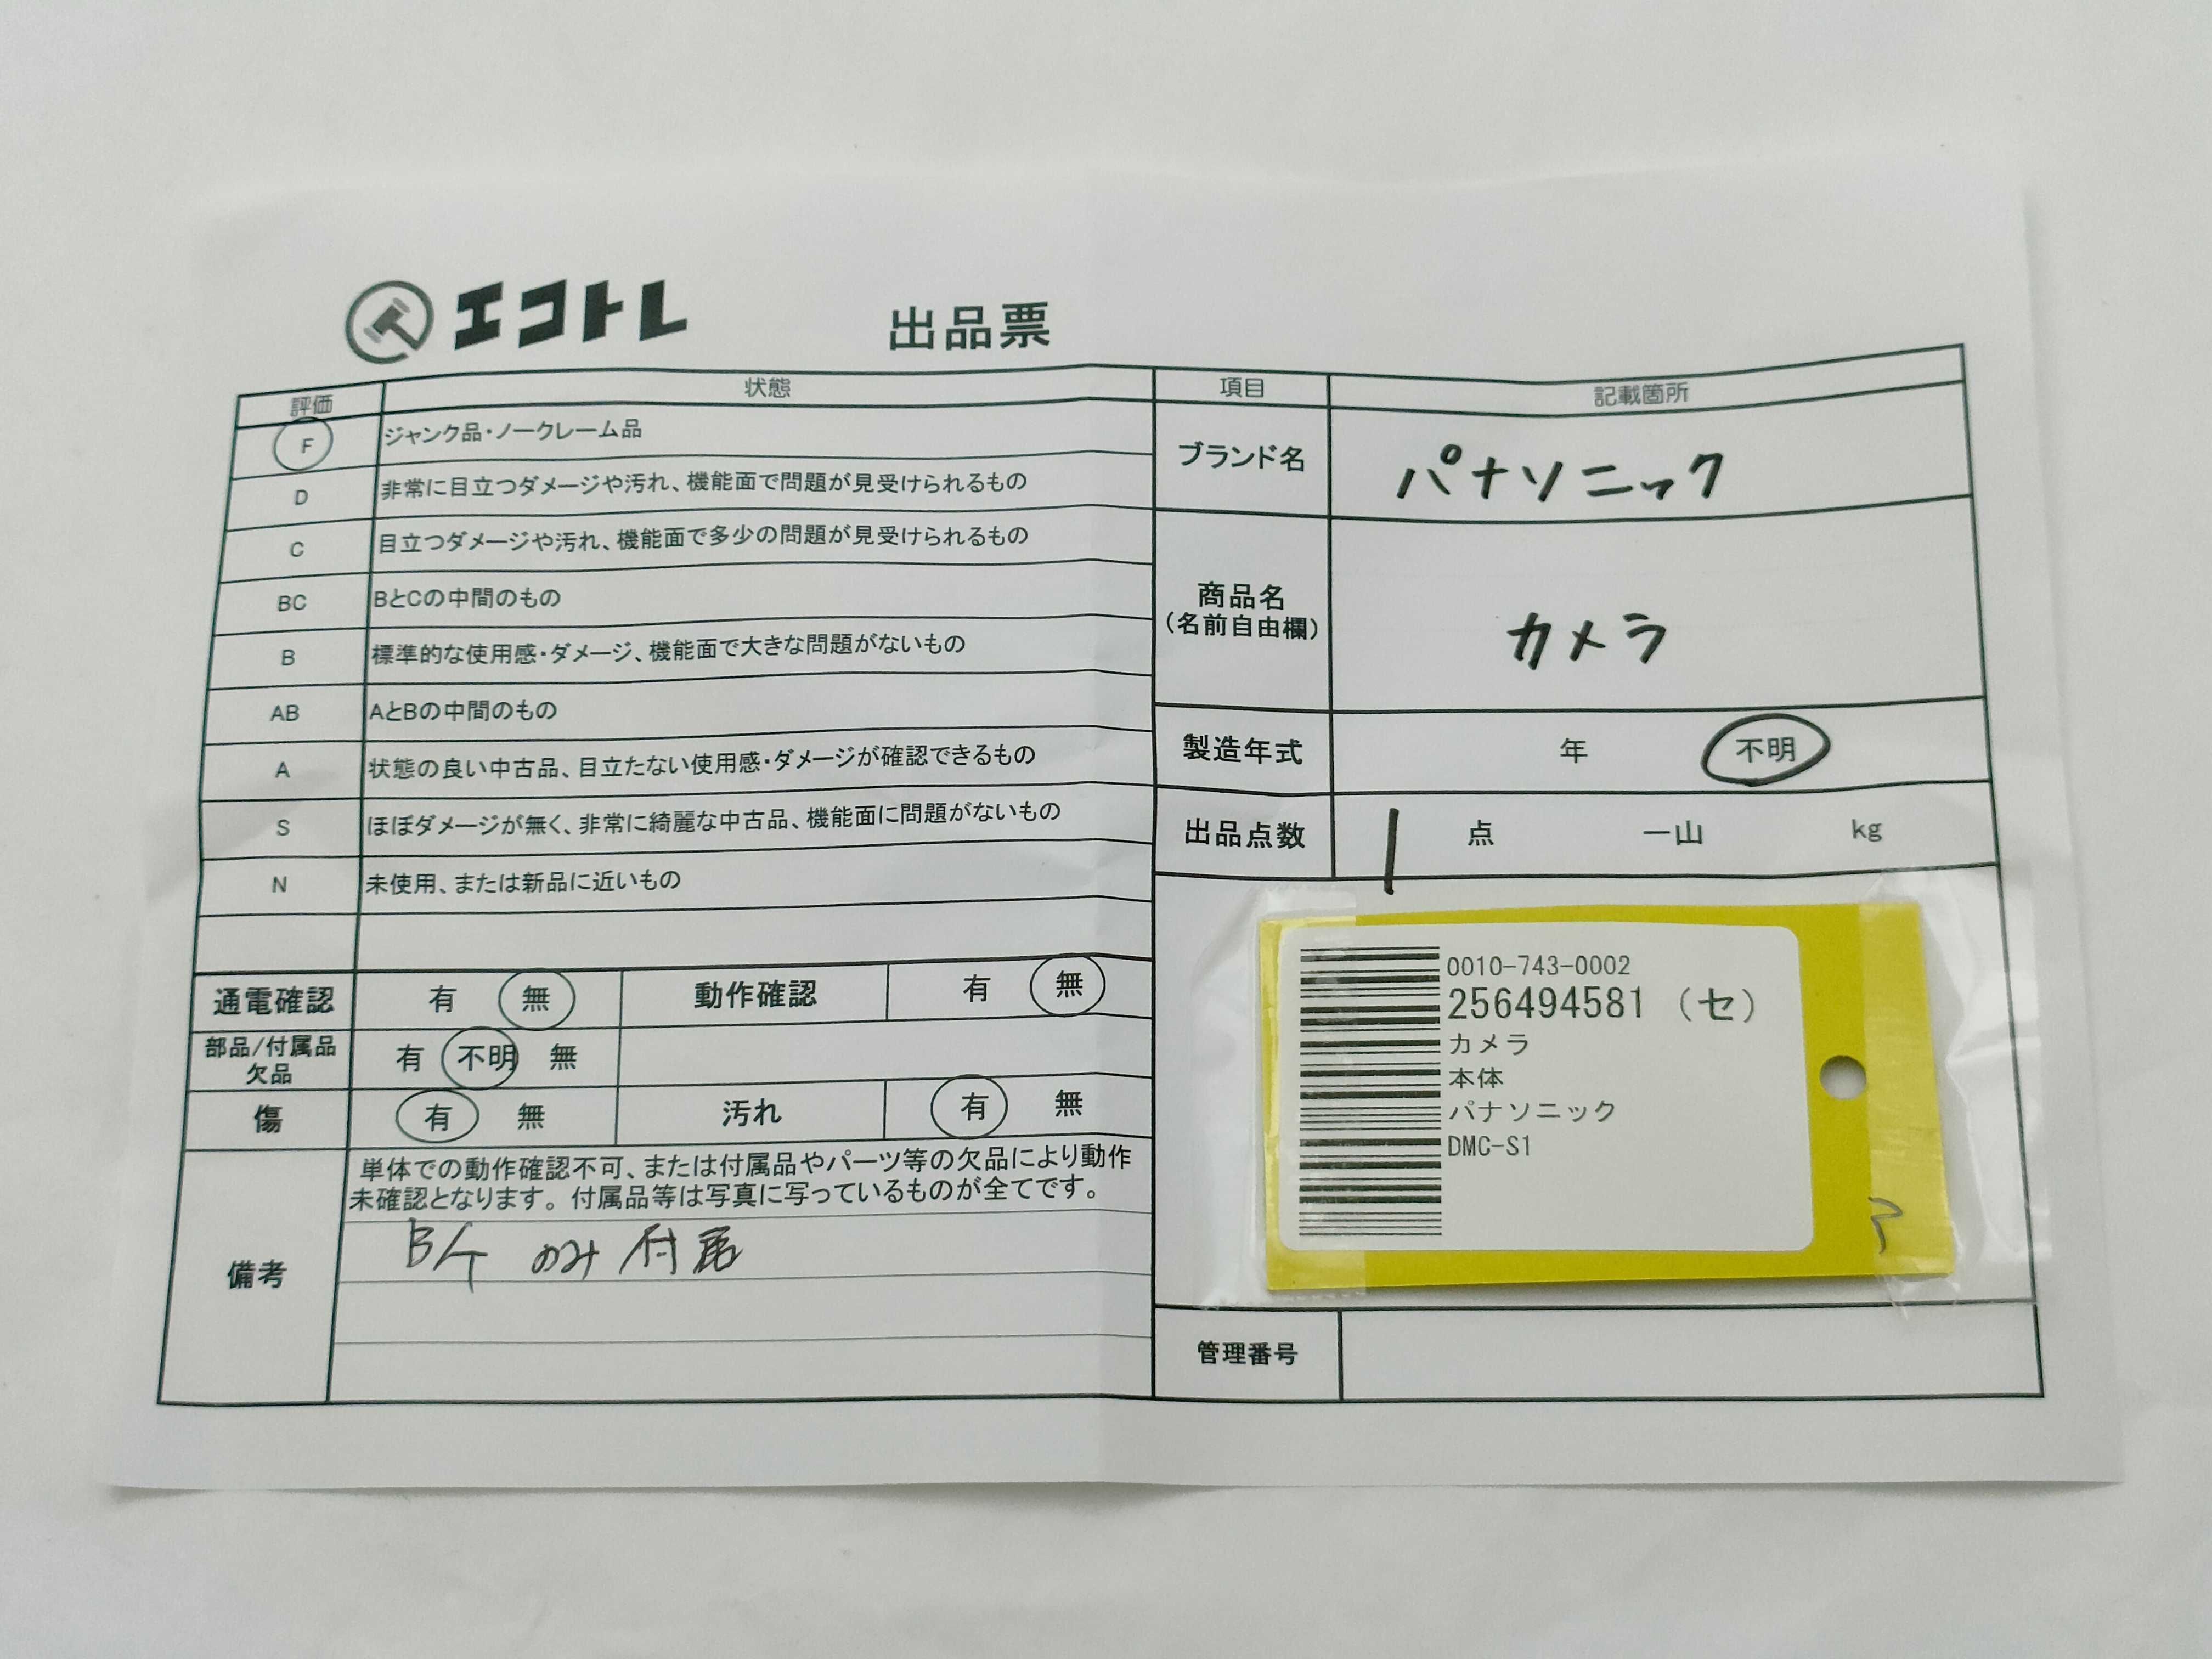 エコトレ 出品票
評価 状態
F ジャンク品・ノークレーム品
D 非常に目立つダメージや汚れ、機能面で問題が見受けられるもの
C 目立つダメージや汚れ、機能面で多少の問題が見受けられるもの
BC BとCの中間のもの
B 標準的な使用感・ダメージ、機能面で大きな問題がないもの
AB AとBの中間のもの
A 状態の良い中古品、目立たない使用感・ダメージが確認できるもの
S ほぼダメージが無く、非常に綺麗な中古品、機能面に問題がないもの
N 未使用、または新品に近いもの
通電確認 有 無 動作確認 有 無
部品/付属品
欠品 有 不明 無
傷 有 無 汚れ 有 無
備考
単体での動作確認不可、または付属品やパーツ等の欠品により動作
未確認となります。付属品等は写真に写っているものが全てです。
のみ付属
項目 記載箇所
ブランド名 パナソニック
商品名
(名前自由欄) カメラ
製造年式 年 不明
出品点数 1 点 一山 kg
0010-743-0002
256494581 (セ)
カメラ
本体
パナソニック
DMC-S1
管理番号